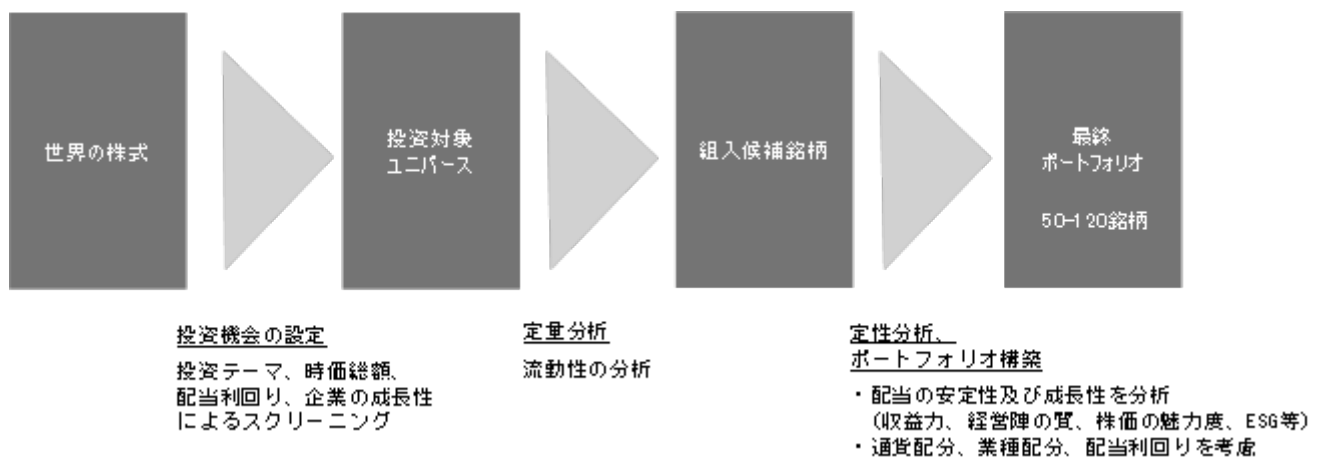 世界の株式
投資対象
ユニバース
組入候補銘柄
最終
ポートフォリオ
50-120銘柄
投資機会の設定
投資テーマ、時価総額、
配当利回り、企業の成長性
によるスクリーニング
定量分析
流動性の分析
定性分析、
ポートフォリオ構築
・配当の安定性及び成長性を分析
(収益力、経営陣の質、株価の魅力度、ESG等)
・通貨配分、業種配分、配当利回りを考慮